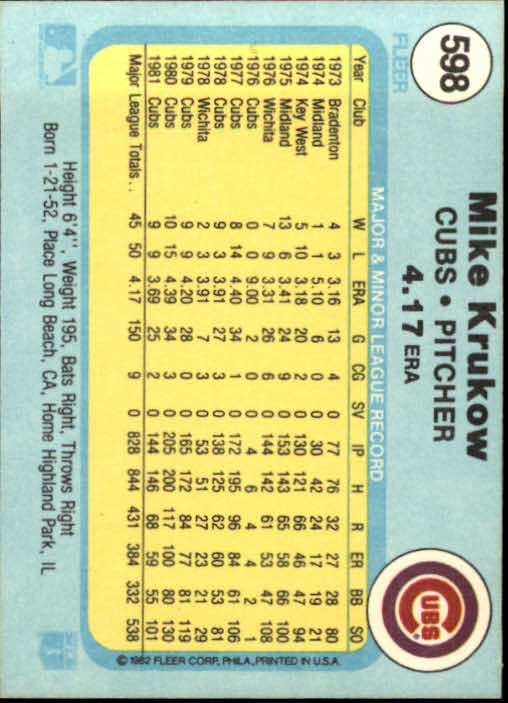 598
FLEER
Mike Krukow
CUBS • PITCHER
4.17 ERA
CUBS
MAJOR & MINOR LEAGUE RECORD
Year Club W L ERA G CG SV IP H R ER BB SO
1973 Bradenton 4 3 3.16 13 4 0 77 76 32 27 28 80
1974 Midland 1 1 5.10 6 0 0 30 42 24 17 19 21
1974 Key West 5 10 3.18 20 2 0 130 121 66 46 47 94
1975 Midland 13 6 3.41 24 9 0 153 143 65 58 66 100
1976 Wichita 7 9 3.31 26 6 0 144 142 61 53 47 108
1976 Cubs 0 0 9.00 2 0 0 4 6 4 4 2 1
1977 Cubs 8 14 4.40 34 1 0 172 195 96 84 61 106
1978 Cubs 9 3 3.91 27 3 0 138 125 62 60 53 81
1978 Wichita 2 3 3.91 7 3 0 53 51 27 23 21 29
1979 Cubs 9 9 4.20 28 0 0 165 172 84 77 81 119
1980 Cubs 10 15 4.39 34 3 0 205 200 117 100 80 130
1981 Cubs 9 9 3.69 25 2 0 144 146 68 59 55 101
Major League Totals... 45 50 4.17 150 9 0 828 844 431 384 332 538
© 1982 FLEER CORP., PHILA., PRINTED IN U.S.A.
Height 6'4", Weight 195, Bats Right, Throws Right
Born 1-21-52, Place Long Beach, CA, Home Highland Park, IL